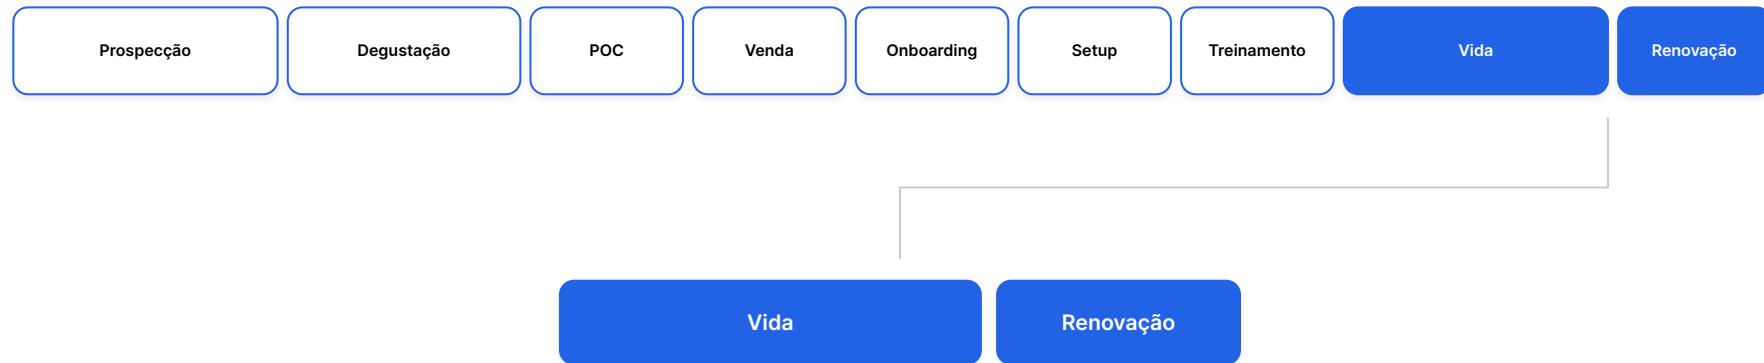 Prospecção
Degustação
POC
Venda
Onboarding
Setup
Treinamento
Vida
Renovação
Vida
Renovação